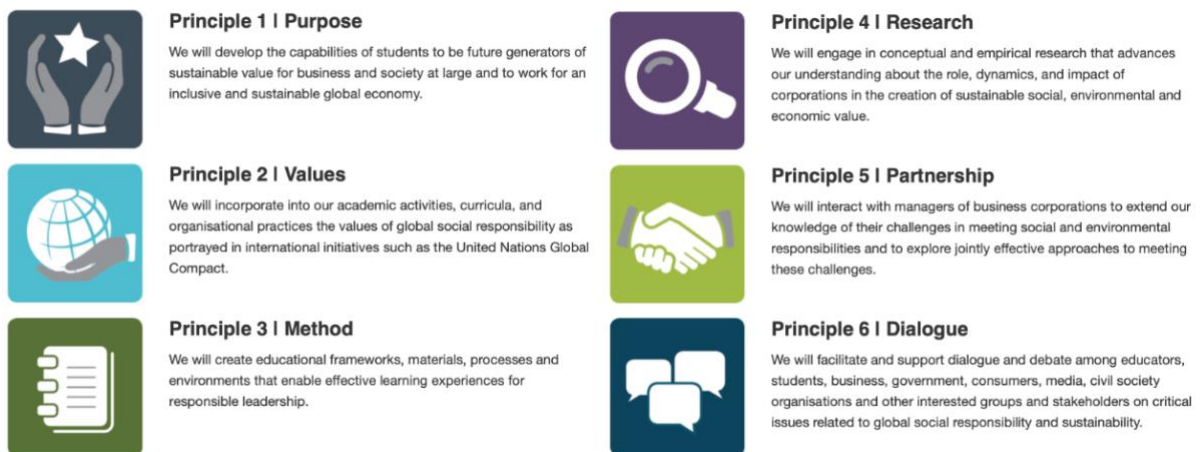 Principle 1 | Purpose
We will develop the capabilities of students to be future generators of
sustainable value for business and society at large and to work for an
inclusive and sustainable global economy.
Principle 2 | Values
We will incorporate into our academic activities, curricula, and
organisational practices the values of global social responsibility as
portrayed in international initiatives such as the United Nations Global
Compact.
Principle 3 | Method
We will create educational frameworks, materials, processes and
environments that enable effective learning experiences for
responsible leadership.
Principle 4 | Research
We will engage in conceptual and empirical research that advances
our understanding about the role, dynamics, and impact of
corporations in the creation of sustainable social, environmental and
economic value.
Principle 5 | Partnership
We will interact with managers of business corporations to extend our
knowledge of their challenges in meeting social and environmental
responsibilities and to explore jointly effective approaches to meeting
these challenges.
Principle 6 | Dialogue
We will facilitate and support dialogue and debate among educators,
students, business, government, consumers, media, civil society
organisations and other interested groups and stakeholders on critical
issues related to global social responsibility and sustainability.